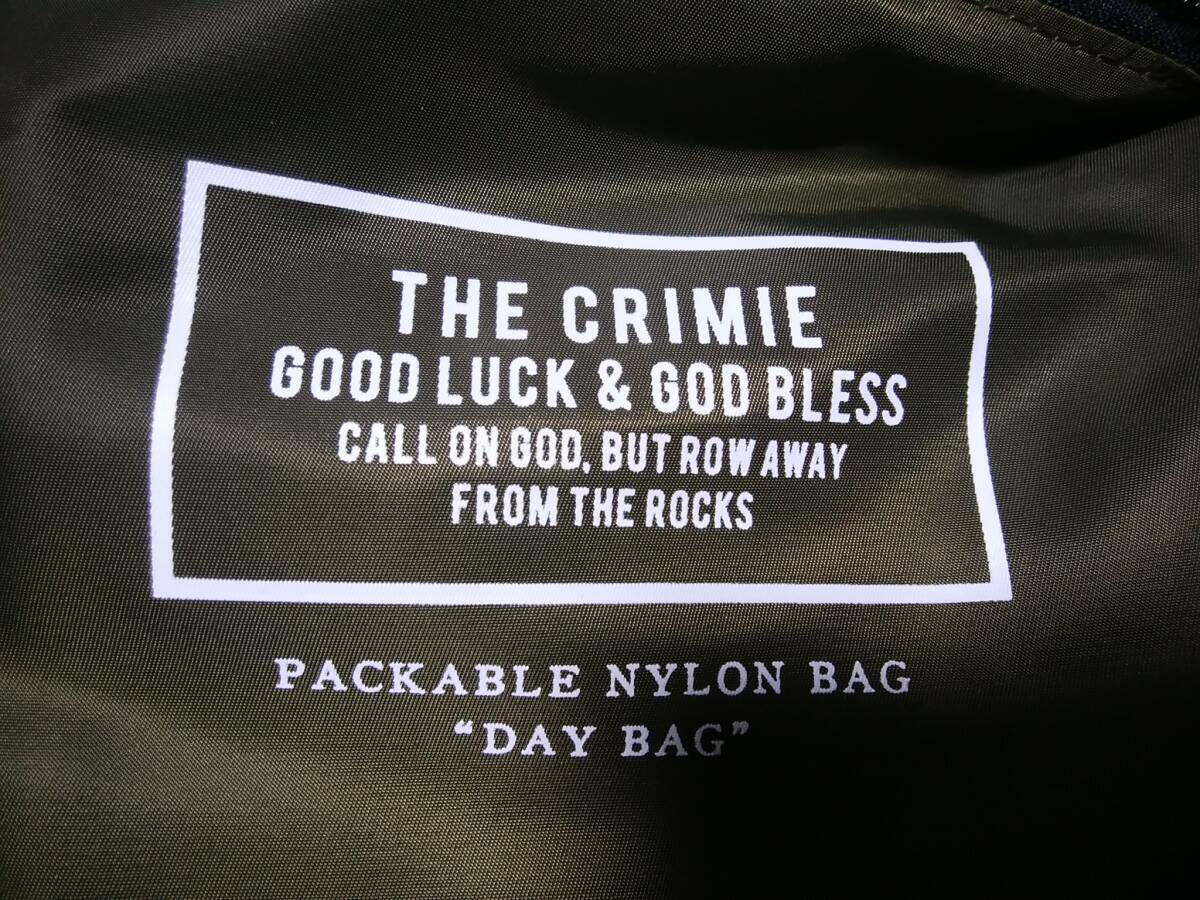 THE CRIMIE
GOOD LUCK & GOD BLESS
CALL ON GOD, BUT ROW AWAY
FROM THE ROCKS
PACKABLE NYLON BAG
“DAY BAG”